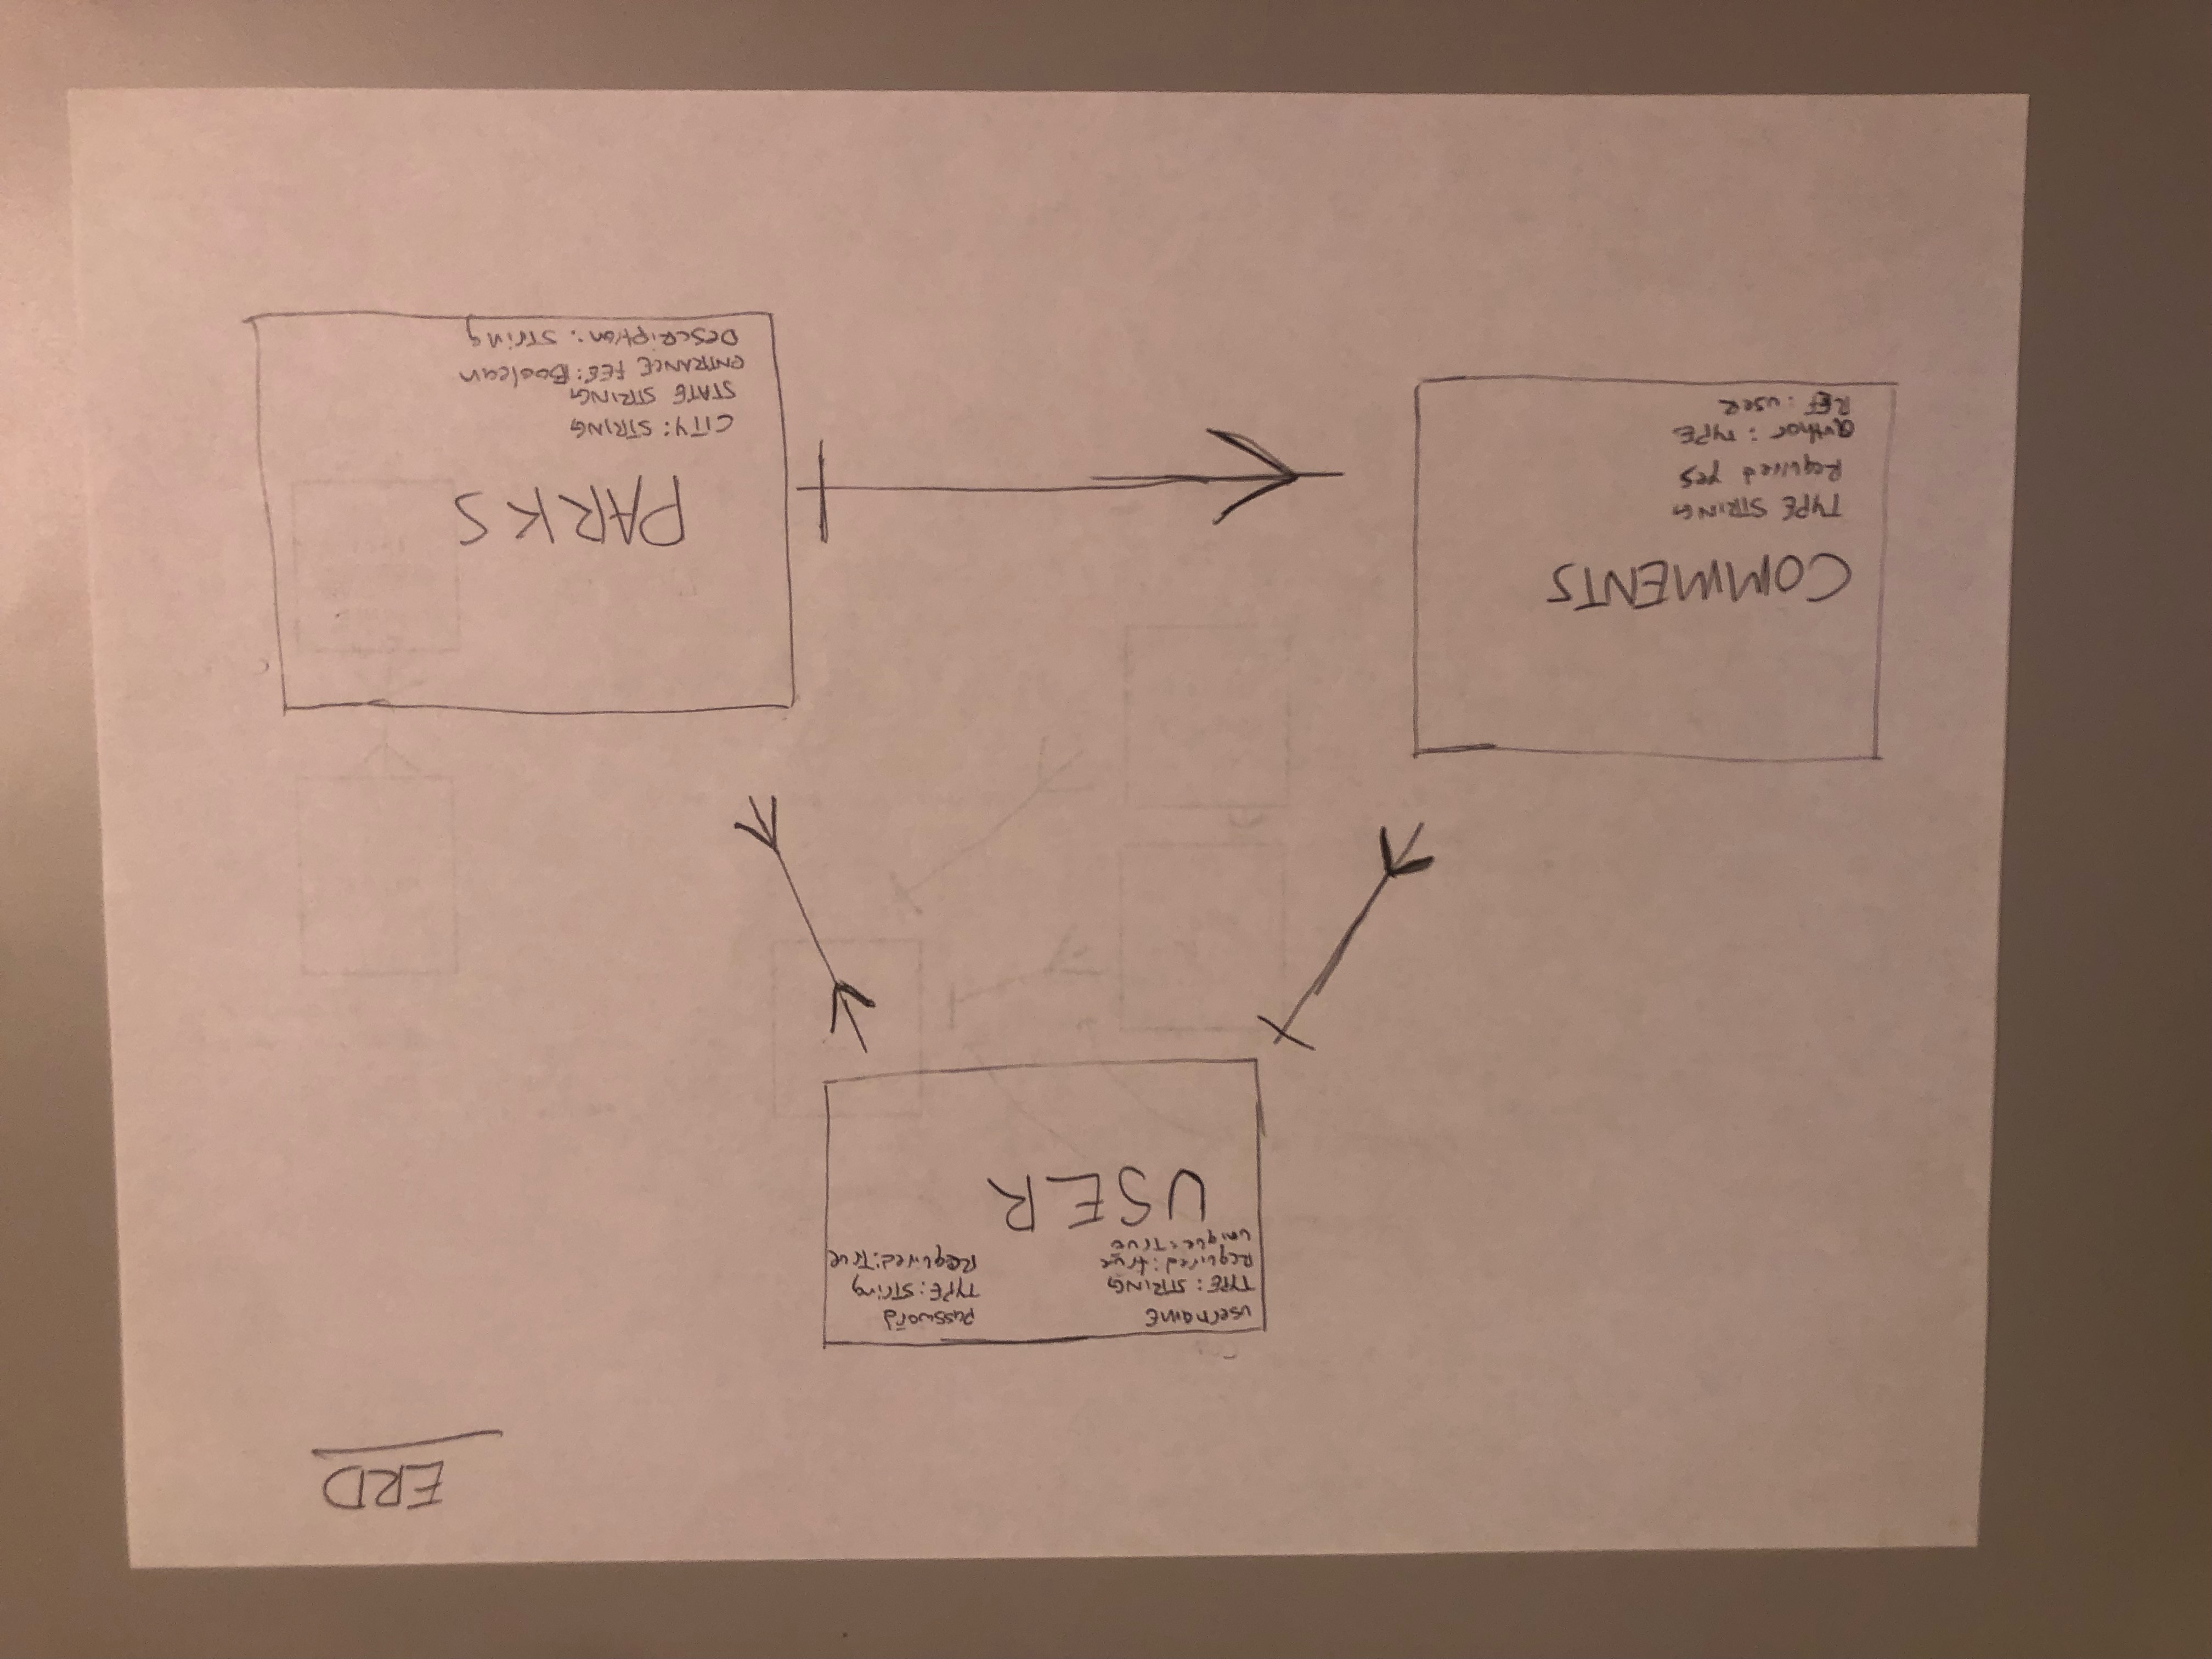 ERD
username
TYPE: STRING
Required: true
unique: True
password
TYPE: String
Required: True
USER
COMMENTS
TYPE STRING
Required yes
author: TYPE
REF: user
PARKS
CITY: STRING
STATE STRING
ENTRANCE FEE: Boolean
Description: String